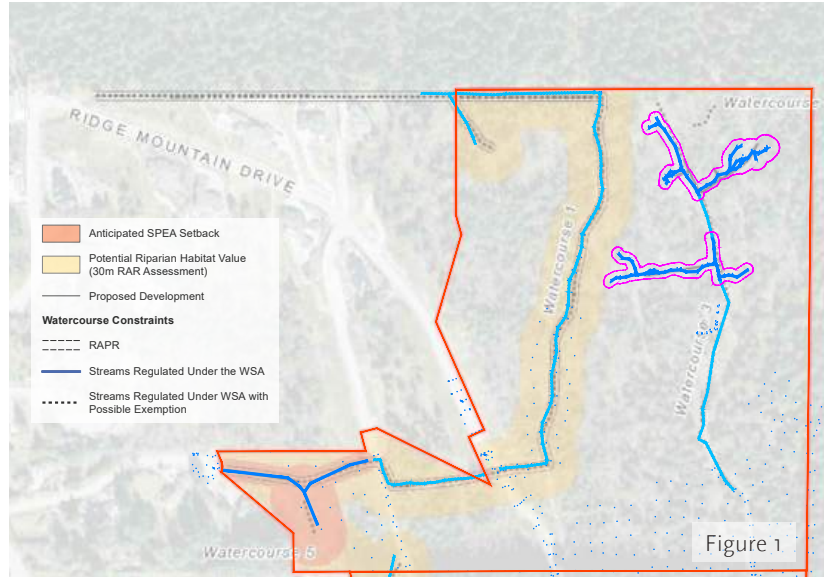 Watercourse
RIDGE MOUNTAIN DRIVE
Anticipated SPEA Setback
Potential Riparian Habitat Value
(30m RAR Assessment)
Proposed Development
Watercourse Constraints
RAPR
Streams Regulated Under the WSA
Streams Regulated Under WSA with
Possible Exemption
Watercourse 1
Watercourse 3
Watercourse 5
Figure 1